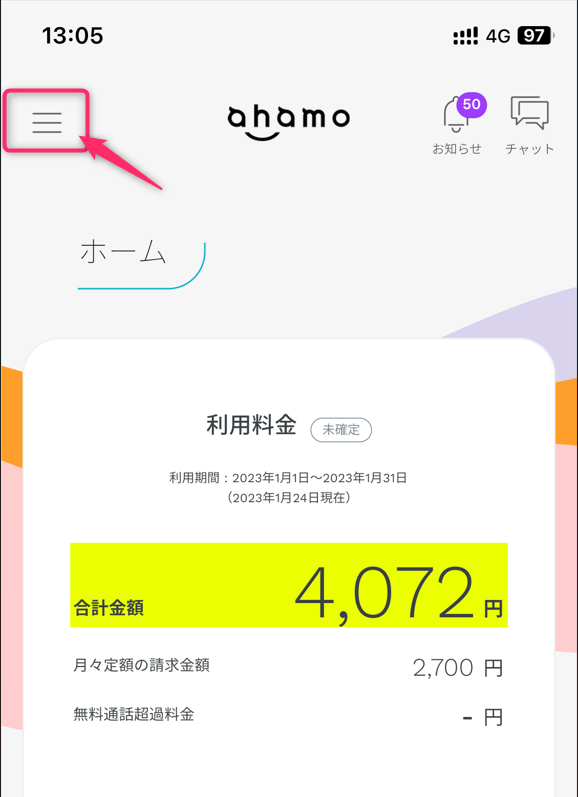 13:05
4G 97
ahamo
50
お知らせ
チャット
ホーム
利用料金 未確定
利用期間：2023年1月1日～2023年1月31日
（2023年1月24日現在）
合計金額 4,072 円
月々定額の請求金額 2,700 円
無料通話超過料金 - 円